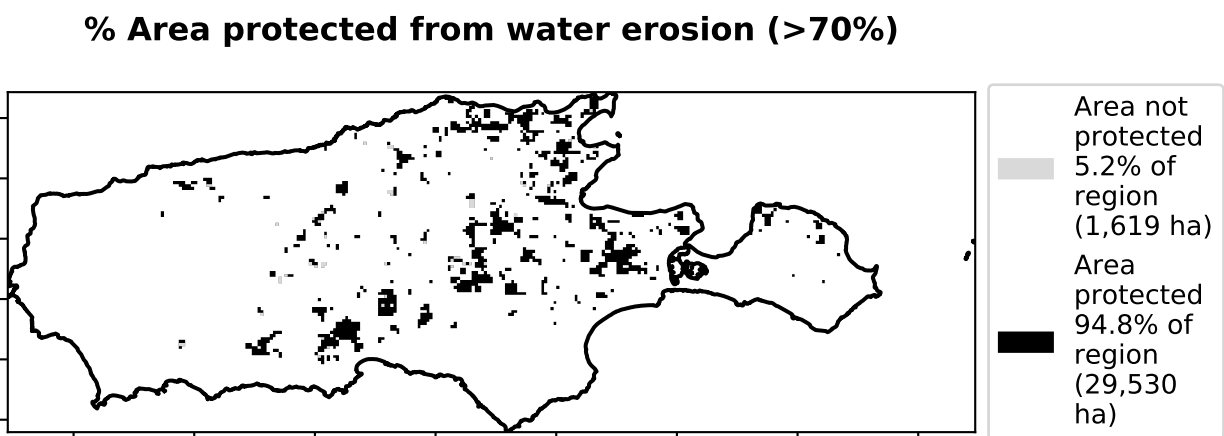 % Area protected from water erosion (>70%)
Area not
protected
5.2% of
region
(1,619 ha)
Area
protected
94.8% of
region
(29,530
ha)